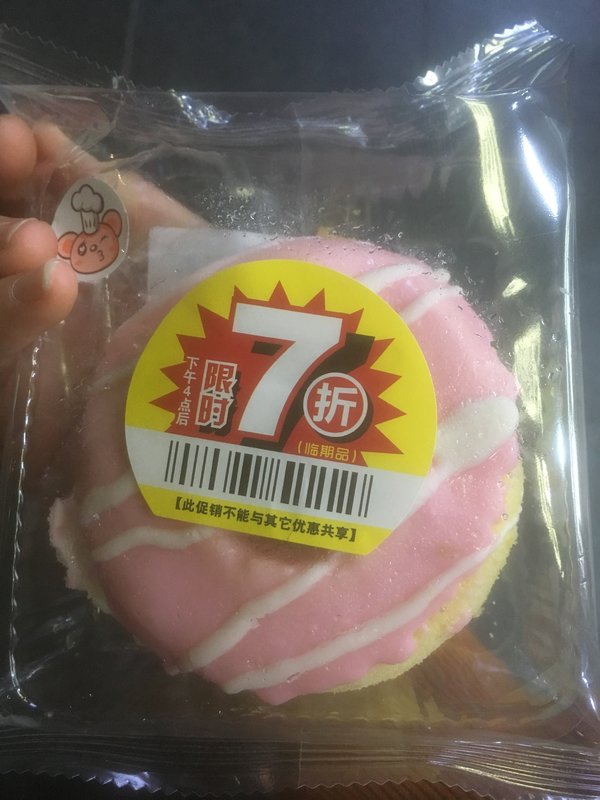 下午4点后
限时
7折
(临期品)
【此促销不能与其它优惠共享】